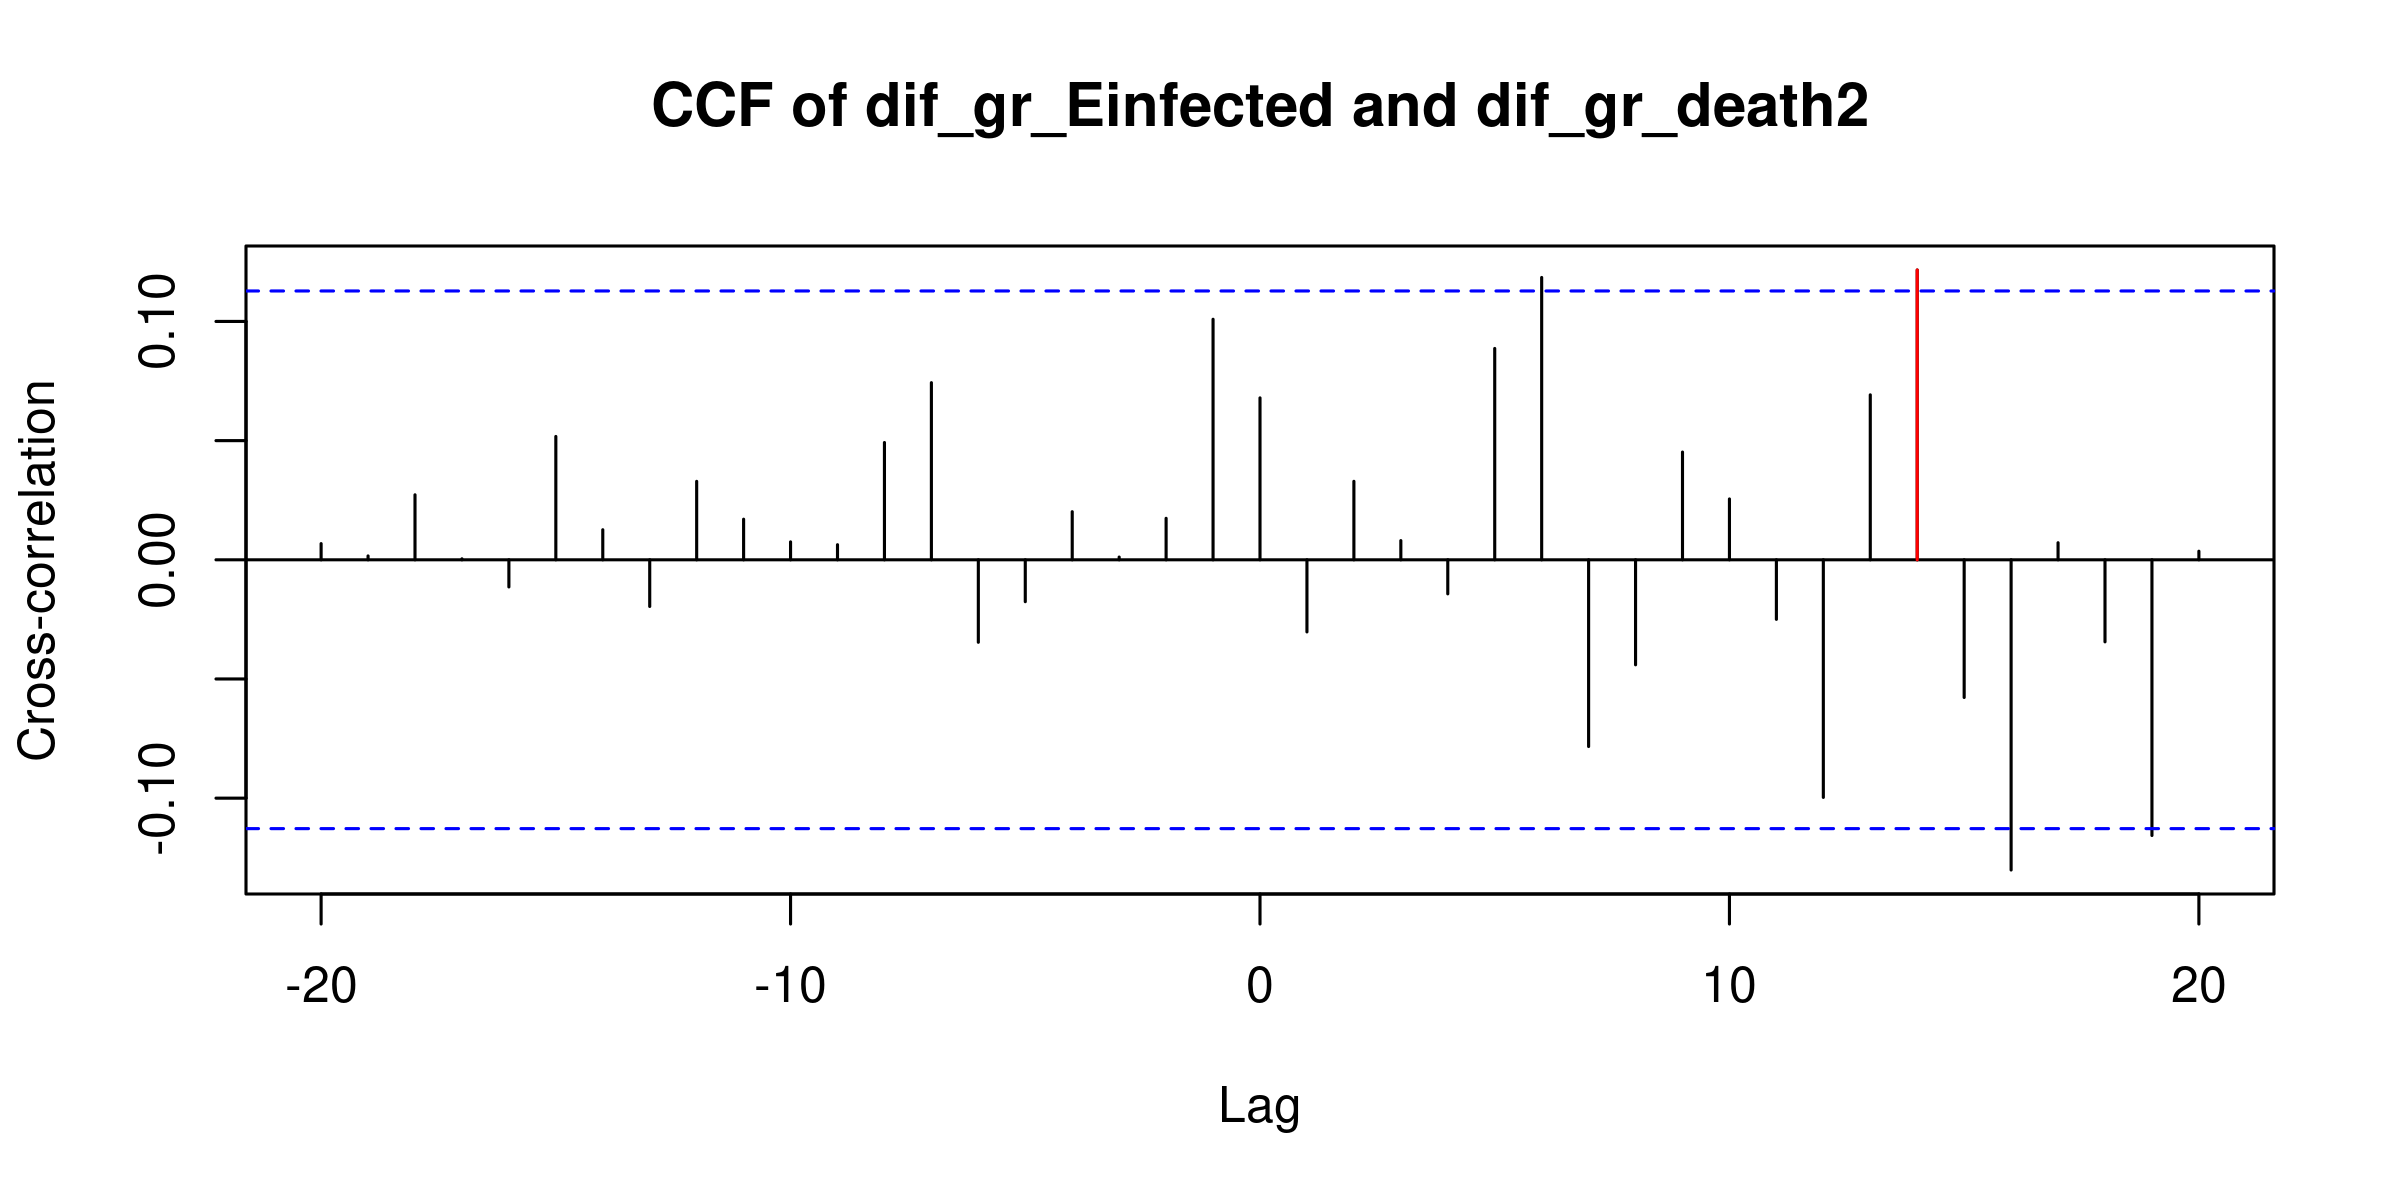 CCF of dif_gr_Einfected and dif_gr_death2
Cross-correlation
0.10
0.00
-0.10
-20 -10 0 10 20
Lag